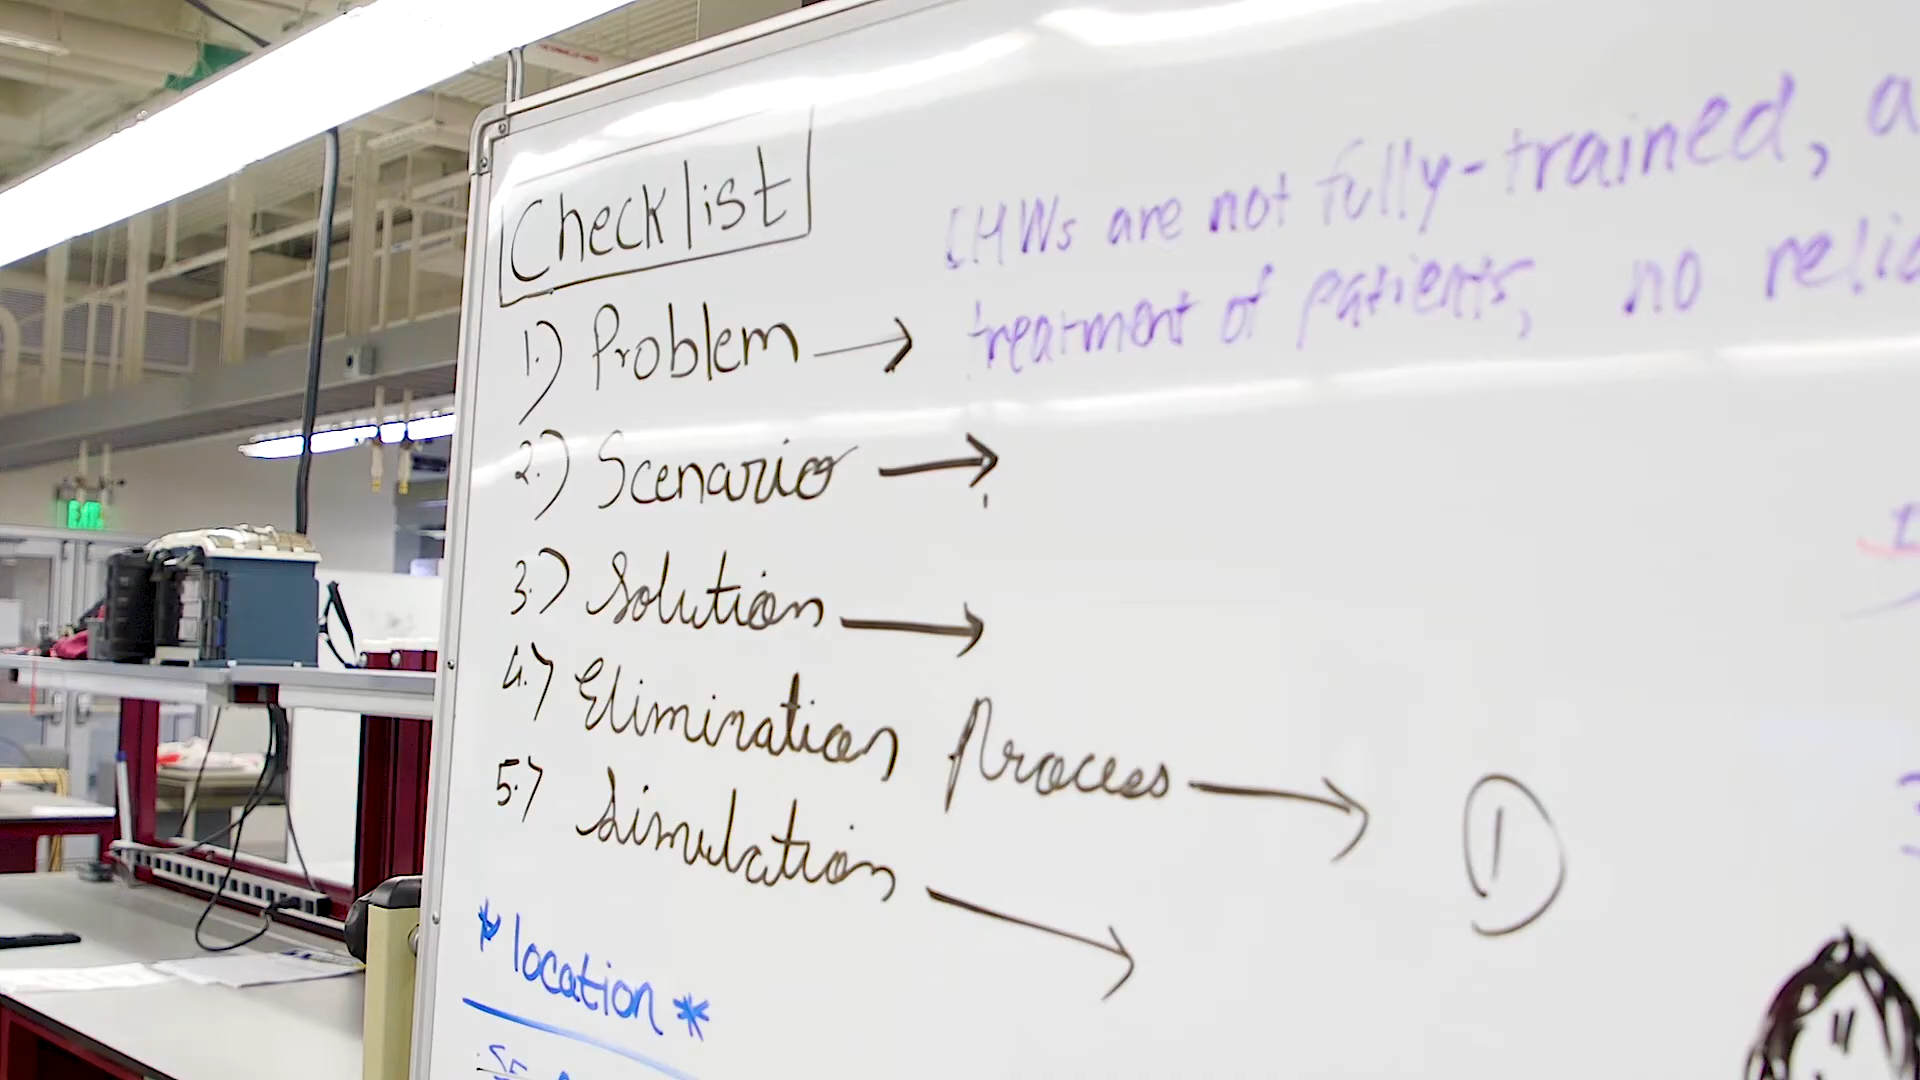 Checklist
CHWs are not fully-trained, a
1.) Problem → treatment of patients, no
2.) Scenario →
3.) Solution →
4.) Elimination Process → 1
5.) Simulation →
* location *
EXIT